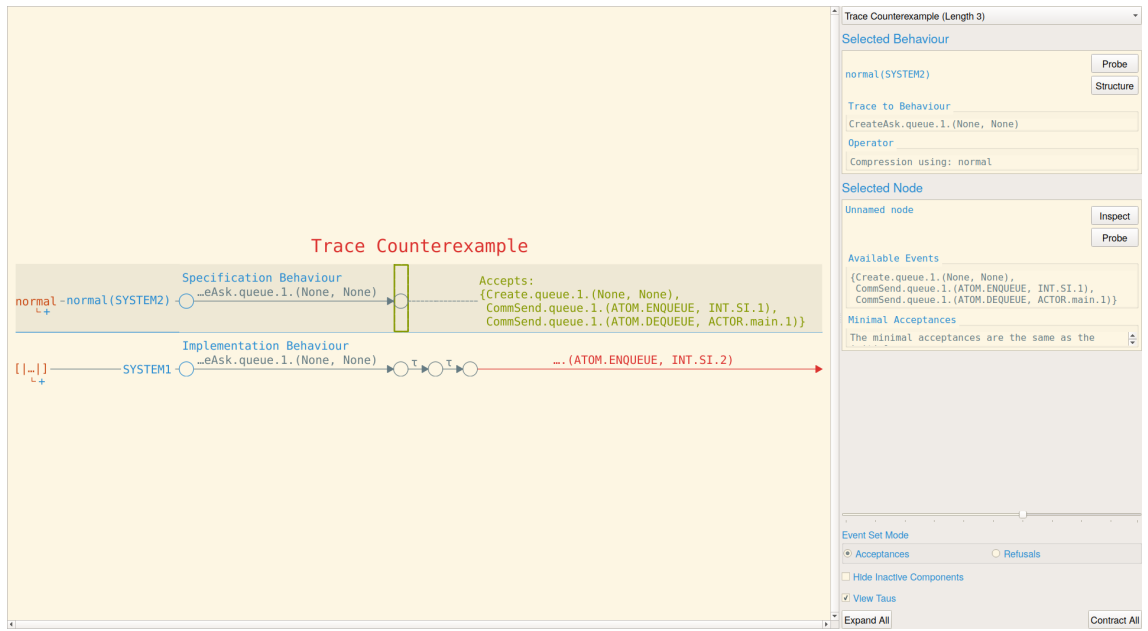 Trace Counterexample
Specification Behaviour
…eAsk.queue.1.(None, None)
normal
normal(SYSTEM2)
Accepts:
{Create.queue.1.(None, None),
CommSend.queue.1.(ATOM.ENQUEUE, INT.SI.1),
CommSend.queue.1.(ATOM.DEQUEUE, ACTOR.main.1)}
Implementation Behaviour
…eAsk.queue.1.(None, None)
[|…|]
SYSTEM1
τ
τ
….(ATOM.ENQUEUE, INT.SI.2)
Trace Counterexample (Length 3)
Selected Behaviour
normal(SYSTEM2)
Probe
Structure
Trace to Behaviour
CreateAsk.queue.1.(None, None)
Operator
Compression using: normal
Selected Node
Unnamed node
Inspect
Probe
Available Events
{Create.queue.1.(None, None),
CommSend.queue.1.(ATOM.ENQUEUE, INT.SI.1),
CommSend.queue.1.(ATOM.DEQUEUE, ACTOR.main.1)}
Minimal Acceptances
The minimal acceptances are the same as the
Event Set Mode
Acceptances
Refusals
Hide Inactive Components
View Taus
Expand All
Contract All